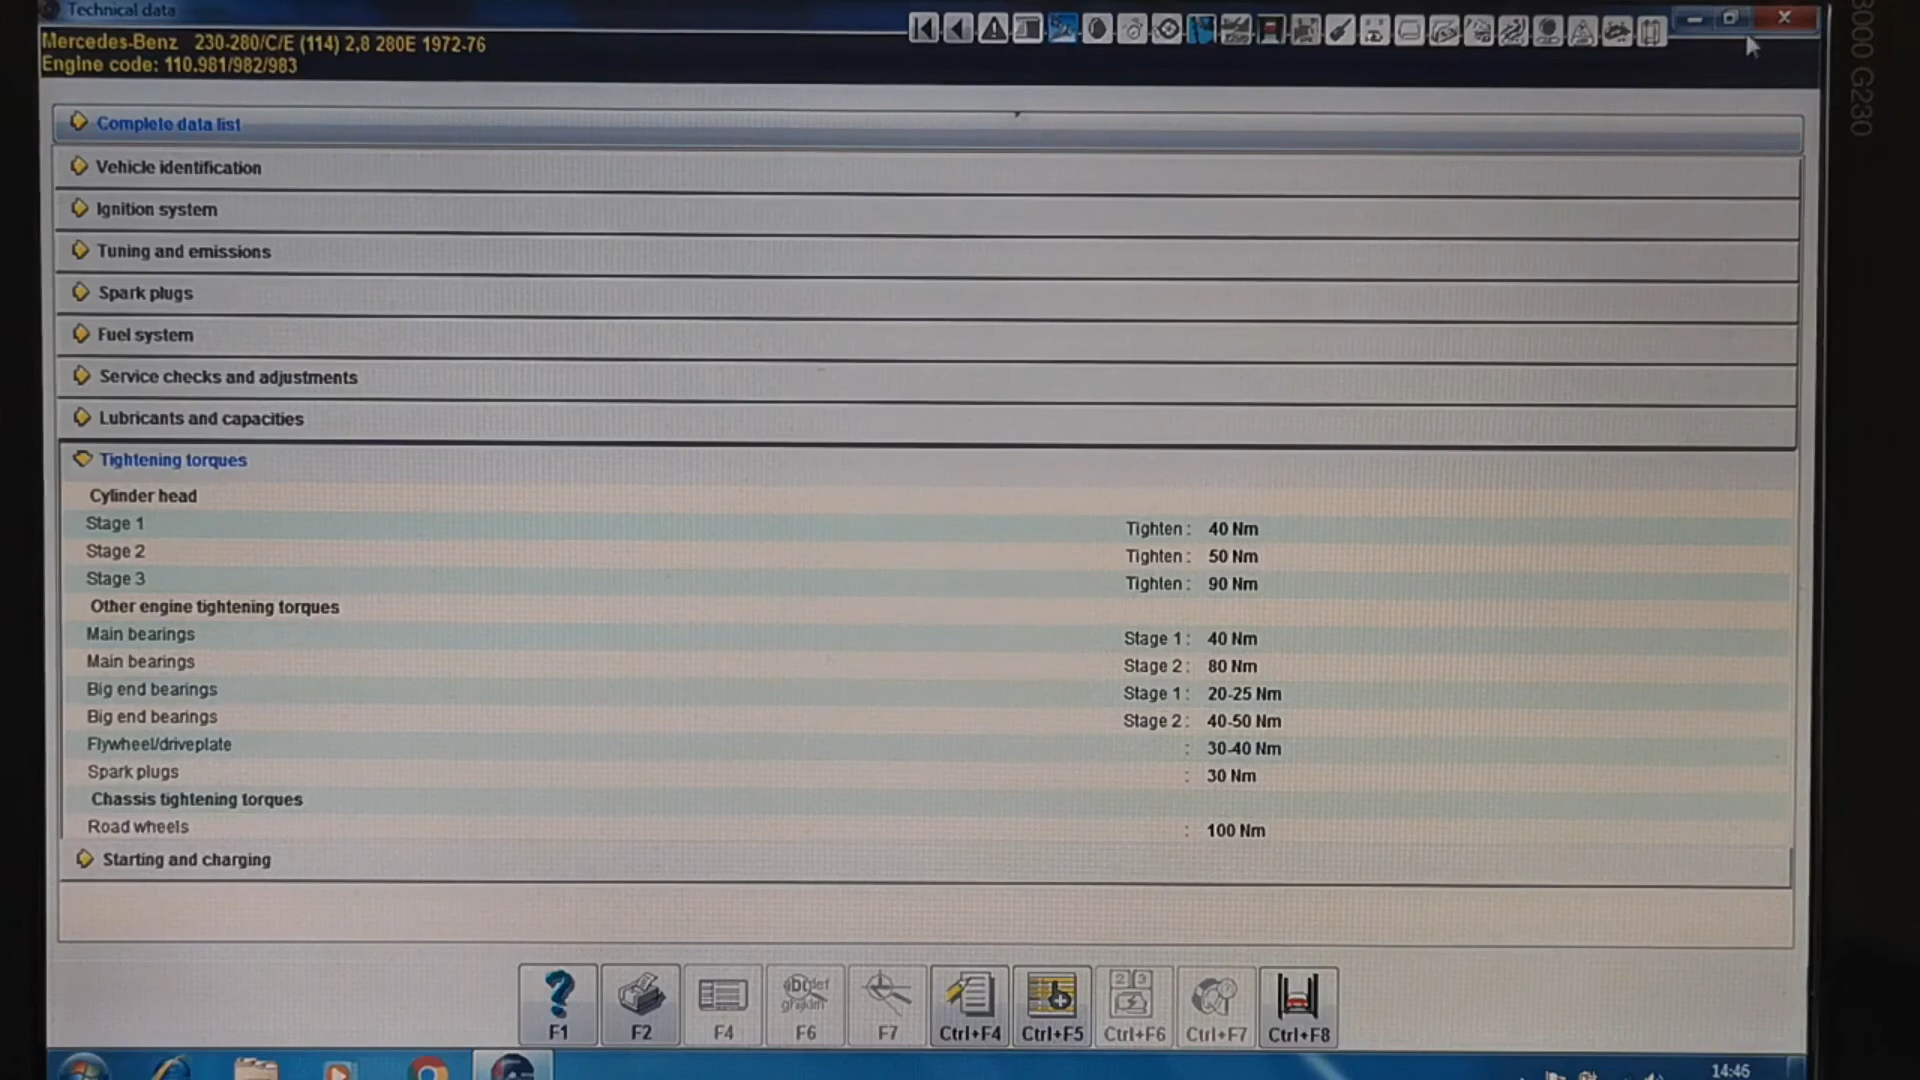 Technical data
Mercedes-Benz 230-280/C/E (114) 2,8 280E 1972-76
Engine code: 110.981/982/983
3000 G230
Complete data list
Vehicle identification
Ignition system
Tuning and emissions
Spark plugs
Fuel system
Service checks and adjustments
Lubricants and capacities
Tightening torques
Cylinder head
Stage 1 Tighten : 40 Nm
Stage 2 Tighten : 50 Nm
Stage 3 Tighten : 90 Nm
Other engine tightening torques
Main bearings Stage 1 : 40 Nm
Main bearings Stage 2 : 80 Nm
Big end bearings Stage 1 : 20-25 Nm
Big end bearings Stage 2 : 40-50 Nm
Flywheel/driveplate : 30-40 Nm
Spark plugs : 30 Nm
Chassis tightening torques
Road wheels : 100 Nm
Starting and charging
F1 F2 F4 F6 F7 Ctrl+F4 Ctrl+F5 Ctrl+F6 Ctrl+F7 Ctrl+F8
14:46